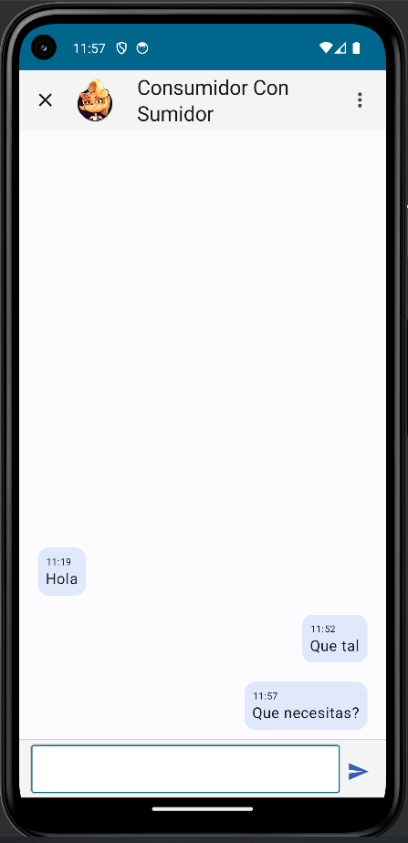 11:57
Consumidor Con
Sumidor
11:19
Hola
11:52
Que tal
11:57
Que necesitas?